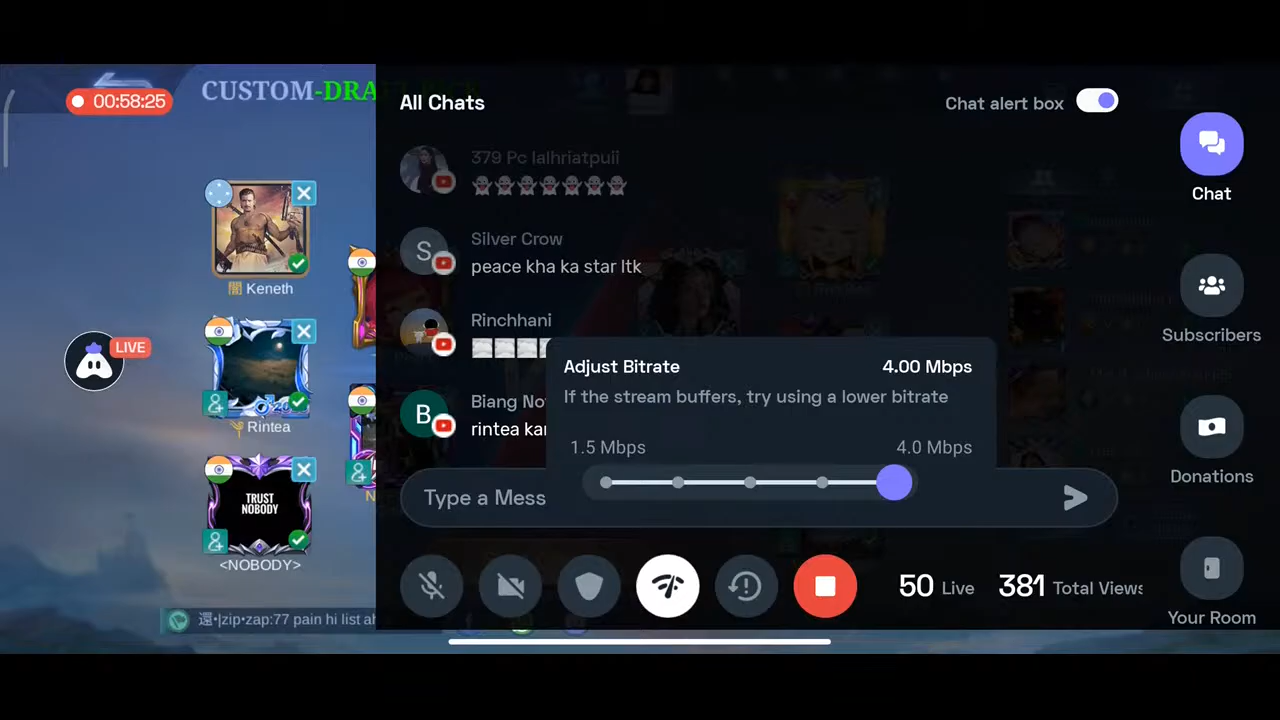 CUSTOM-DRA
00:58:25
Keneth
LIVE
Rintea
TRUST
NOBODY
<NOBODY>
N
還•|zip•zap:77 pain hi list ah
All Chats
Chat alert box
379 Pc lalhriatpuii
👻👻👻👻👻👻👻
S
Silver Crow
peace kha ka star ltk
Rinchhani
B
Biang No
rintea kar
Adjust Bitrate
4.00 Mbps
If the stream buffers, try using a lower bitrate
1.5 Mbps
4.0 Mbps
Type a Mess
50 Live
381 Total Views
Chat
Subscribers
Donations
Your Room